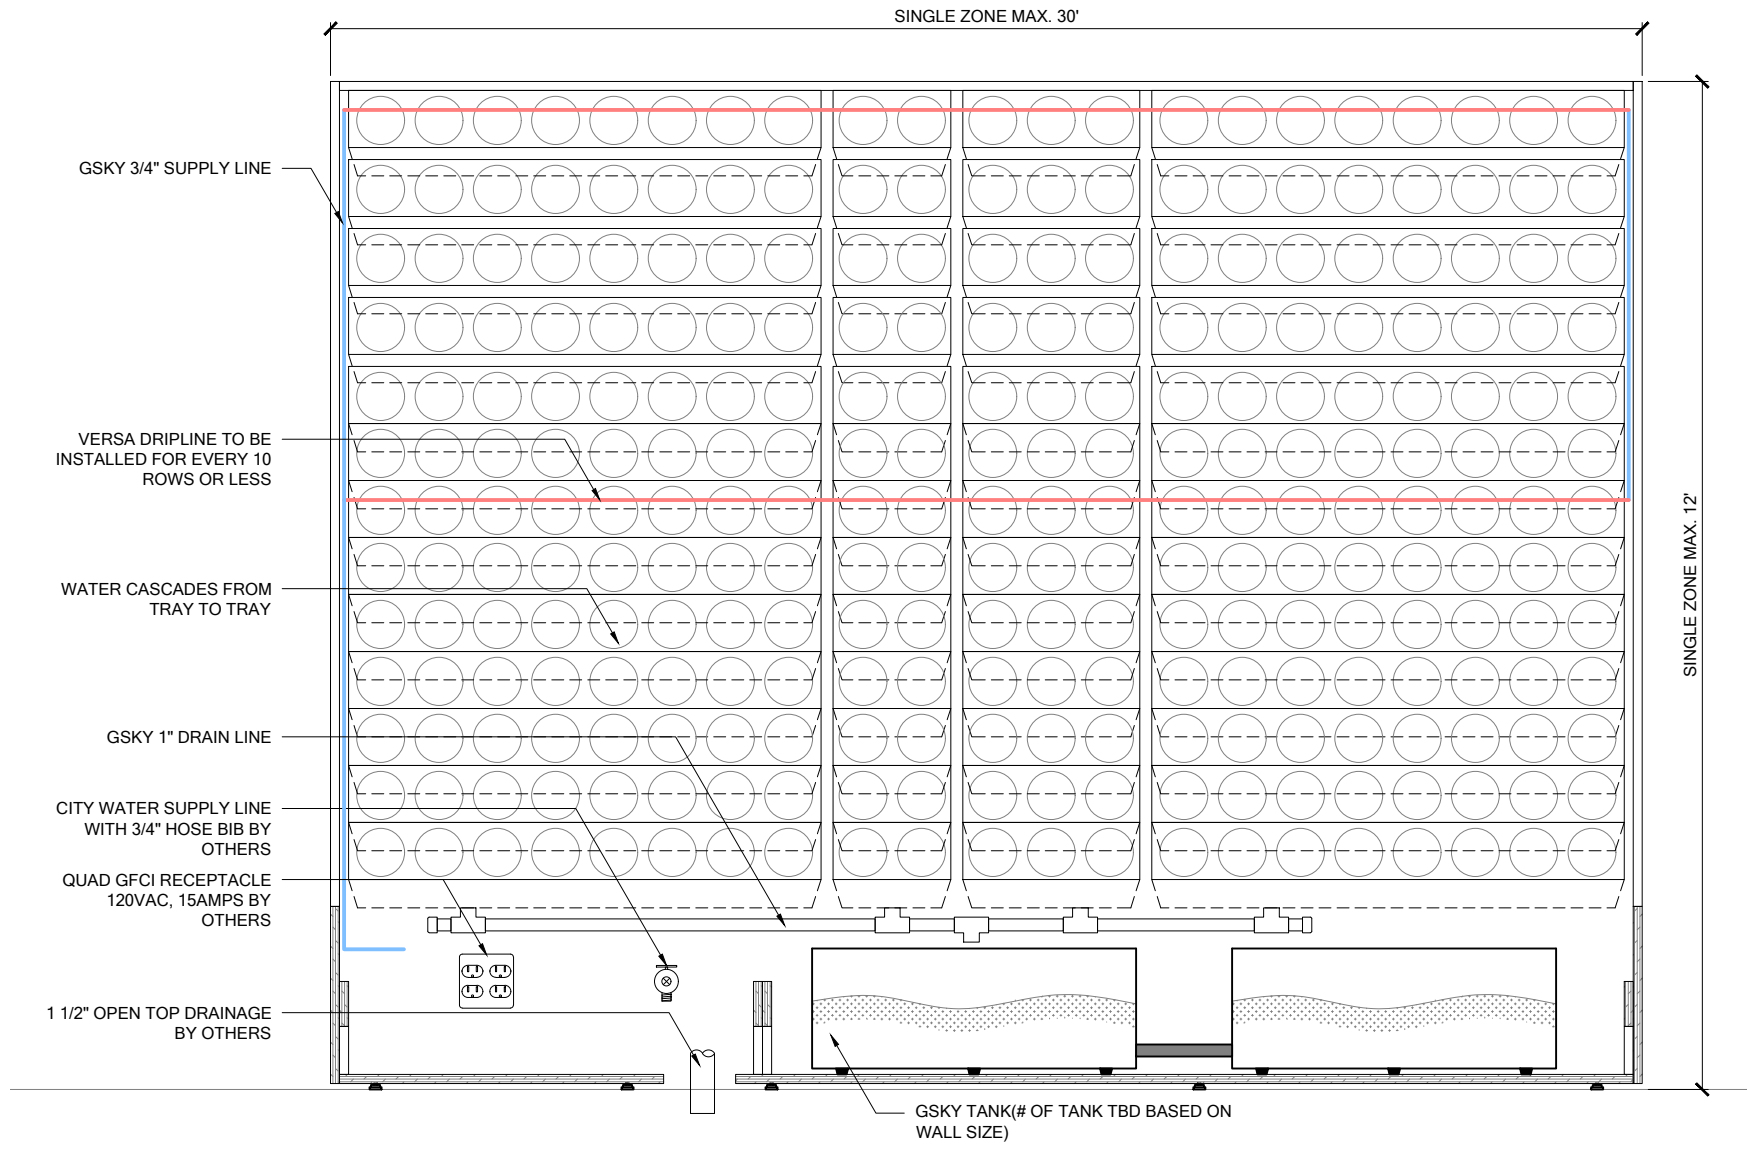 SINGLE ZONE MAX. 30'
GSKY 3/4" SUPPLY LINE
VERSA DRIPLINE TO BE
INSTALLED FOR EVERY 10
ROWS OR LESS
SINGLE ZONE MAX. 12'
WATER CASCADES FROM
TRAY TO TRAY
GSKY 1" DRAIN LINE
CITY WATER SUPPLY LINE
WITH 3/4" HOSE BIB BY
OTHERS
QUAD GFCI RECEPTACLE
120VAC, 15AMPS BY
OTHERS
1 1/2" OPEN TOP DRAINAGE
BY OTHERS
GSKY TANK(# OF TANK TBD BASED ON
WALL SIZE)